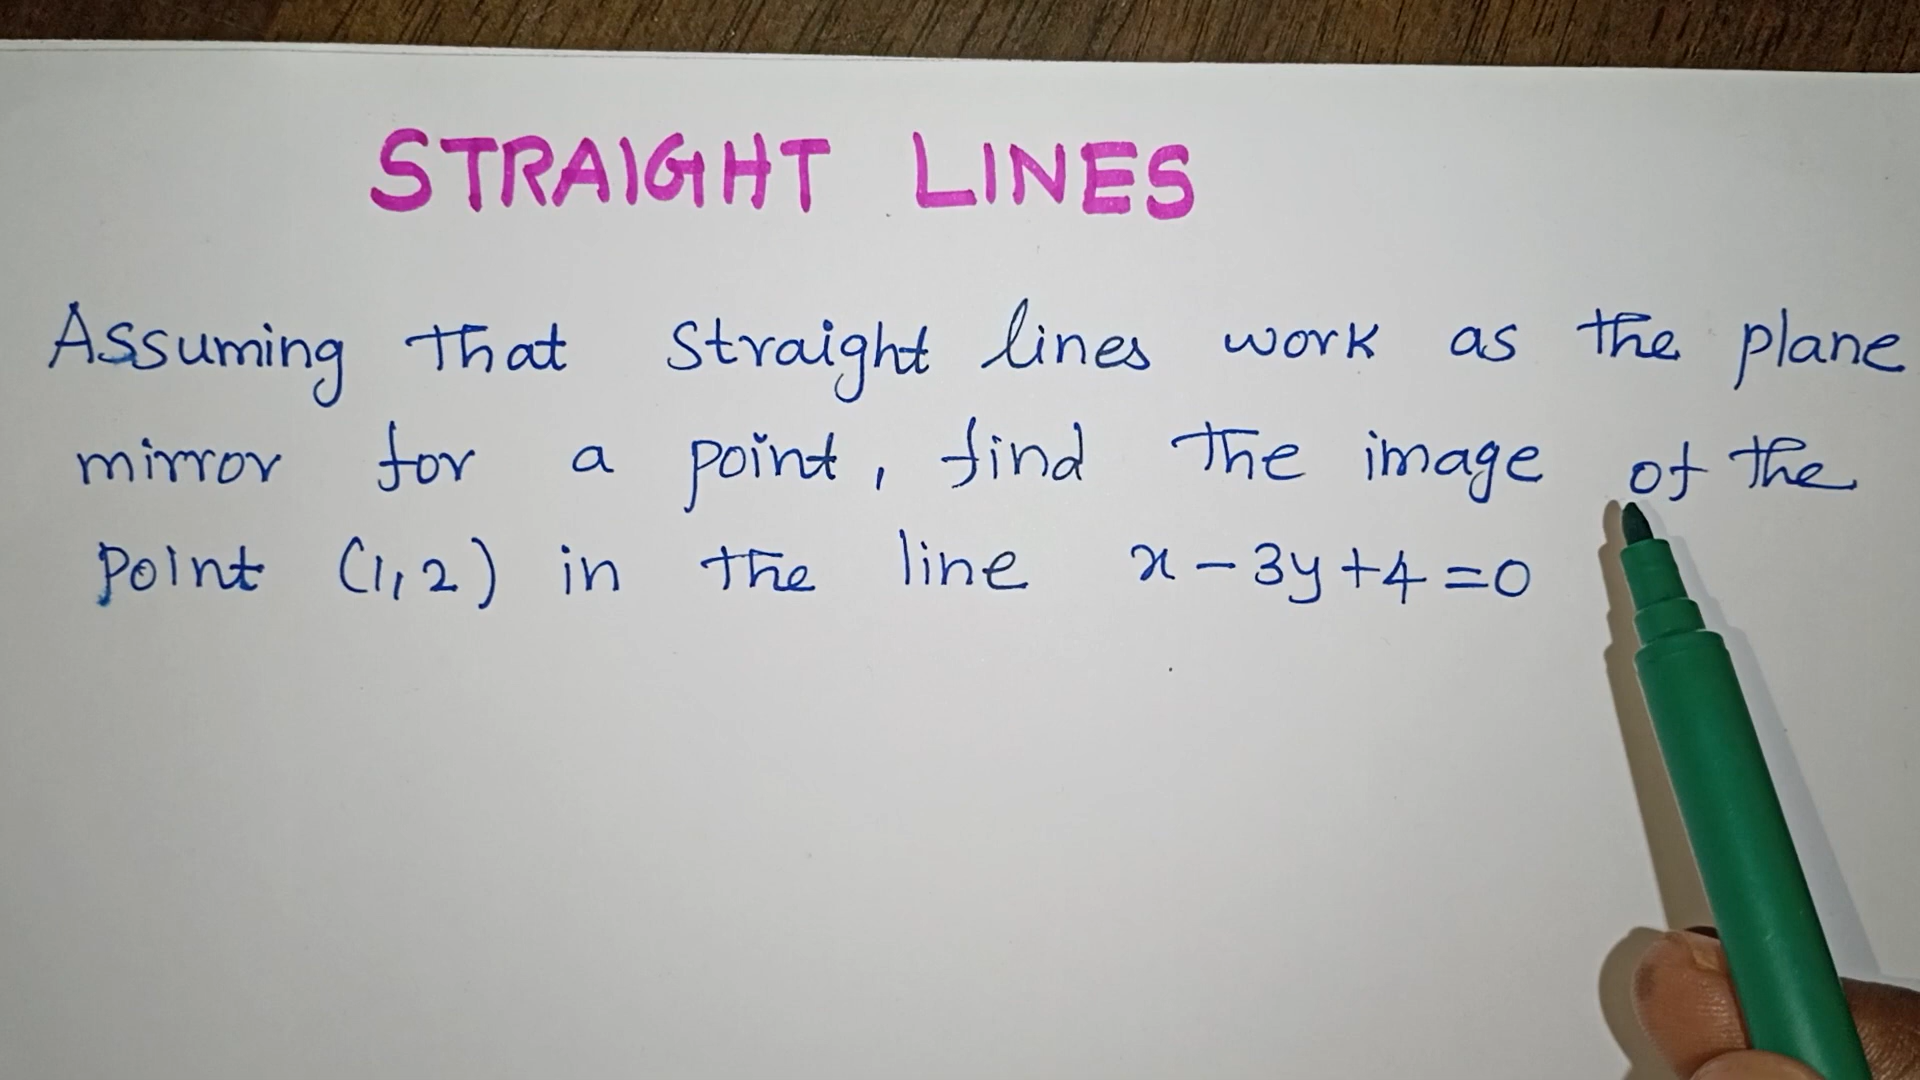 STRAIGHT LINES
Assuming that straight lines work as the plane
mirror for a point, find the image of the
point (1,2) in the line x-3y+4=0